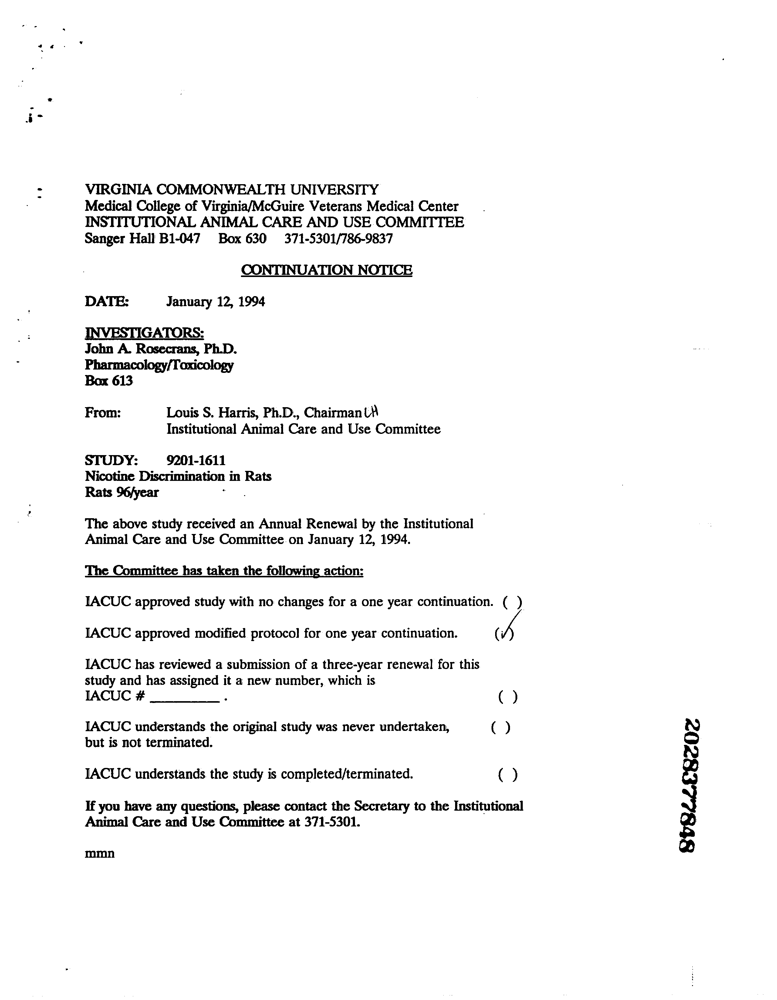 VIRGINIA COMMONWEALTH UNIVERSITY
Medical College of Virginia/McGuire Veterans Medical Center
INSTITUTIONAL ANIMAL CARE AND USE COMMITTEE
Sanger Hall B1-047 Box 630 371-5301/786-9837
CONTINUATION NOTICE
DATE: January 12, 1994
INVESTIGATORS:
John A. Rosecrans, Ph.D.
Pharmacology/Toxicology
Box 613
From: Louis S. Harris, Ph.D., Chairman LH
Institutional Animal Care and Use Committee
STUDY: 9201-1611
Nicotine Discrimination in Rats
Rats 96/year
The above study received an Annual Renewal by the Institutional
Animal Care and Use Committee on January 12, 1994.
The Committee has taken the following action:
IACUC approved study with no changes for a one year continuation. ( )
IACUC approved modified protocol for one year continuation. (✓)
IACUC has reviewed a submission of a three-year renewal for this
study and has assigned it a new number, which is
IACUC # _________ . ( )
IACUC understands the original study was never undertaken, ( )
but is not terminated.
IACUC understands the study is completed/terminated. ( )
If you have any questions, please contact the Secretary to the Institutional
Animal Care and Use Committee at 371-5301.
mmn
2028377848